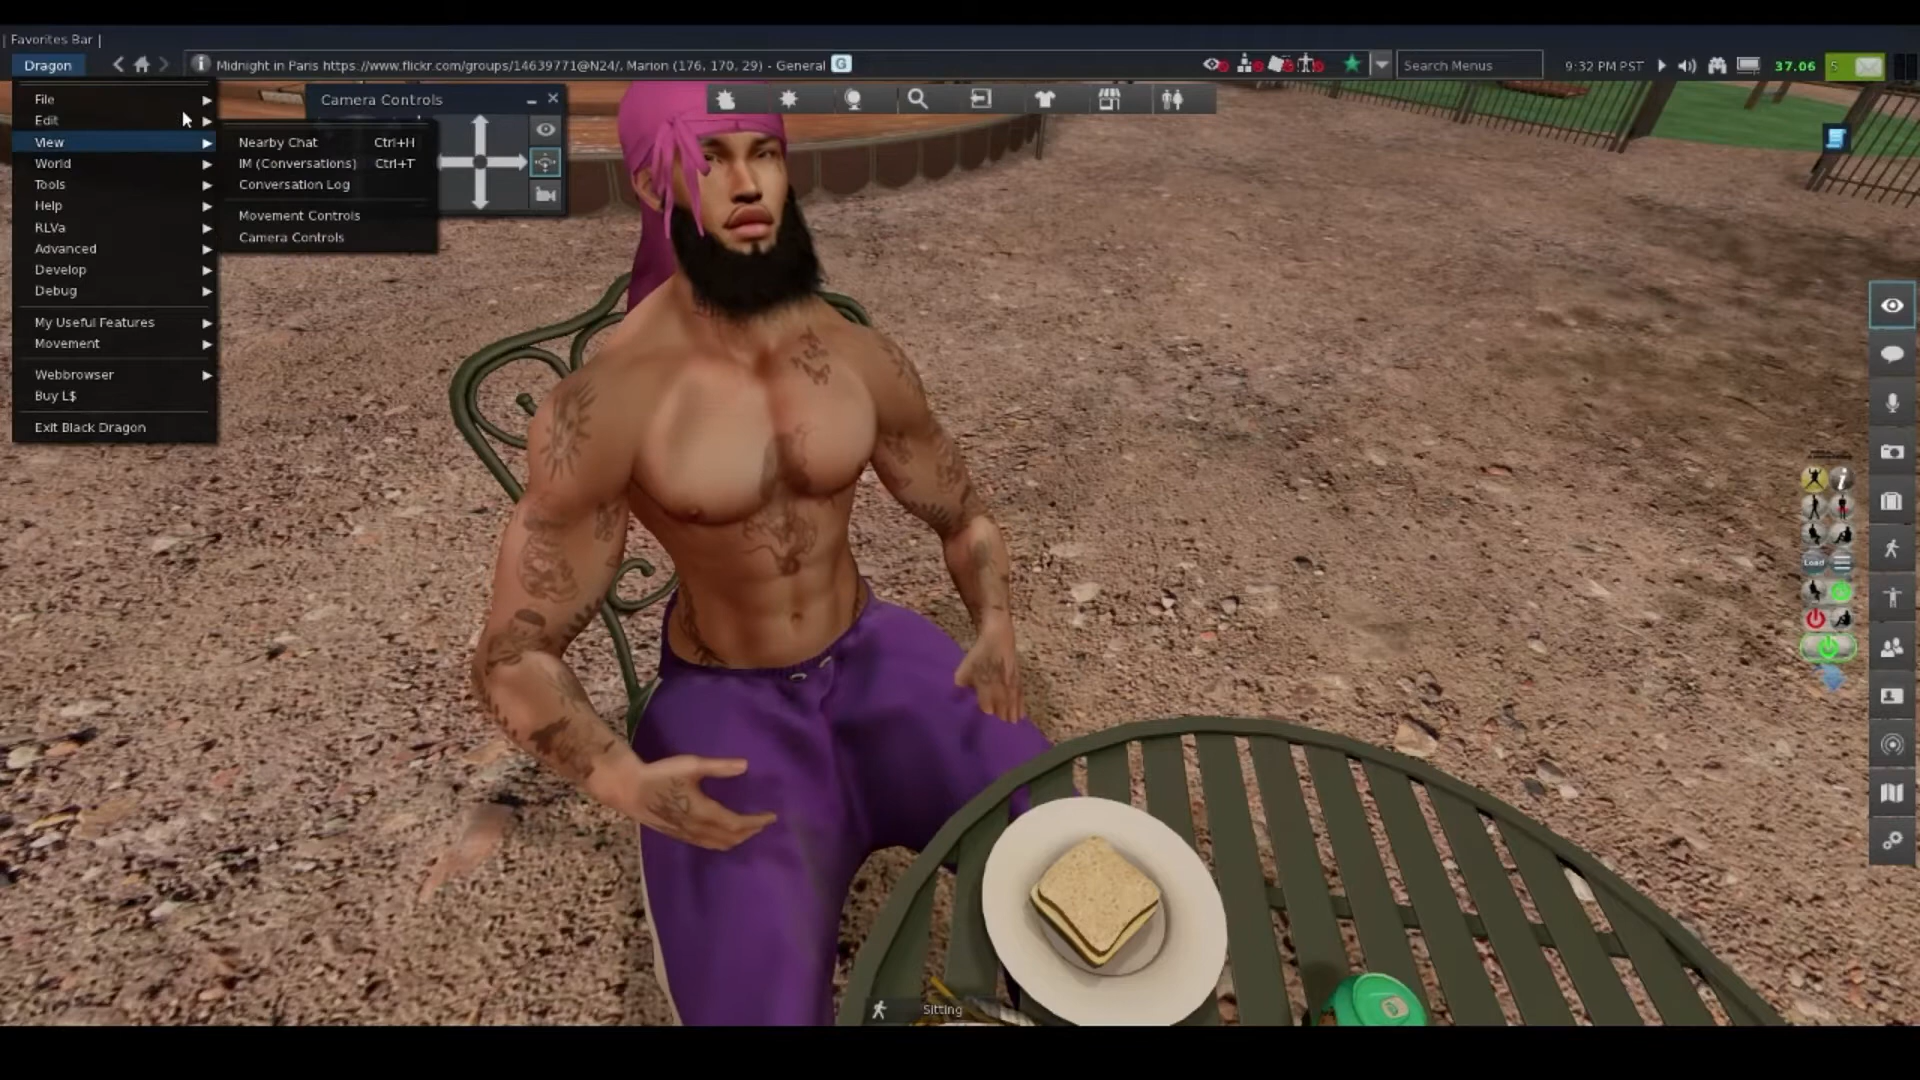 | Favorites Bar |
Dragon
Midnight in Paris https://www.flickr.com/groups/14639771@N24/, Marion (176, 170, 29) - General
G
Search Menus
9:32 PM PST
37.06
5
File
Edit
View
World
Tools
Help
RLVa
Advanced
Develop
Debug
My Useful Features
Movement
Webbrowser
Buy L$
Exit Black Dragon
Nearby Chat Ctrl+H
IM (Conversations) Ctrl+T
Conversation Log
Movement Controls
Camera Controls
Camera Controls
Load
Sitting